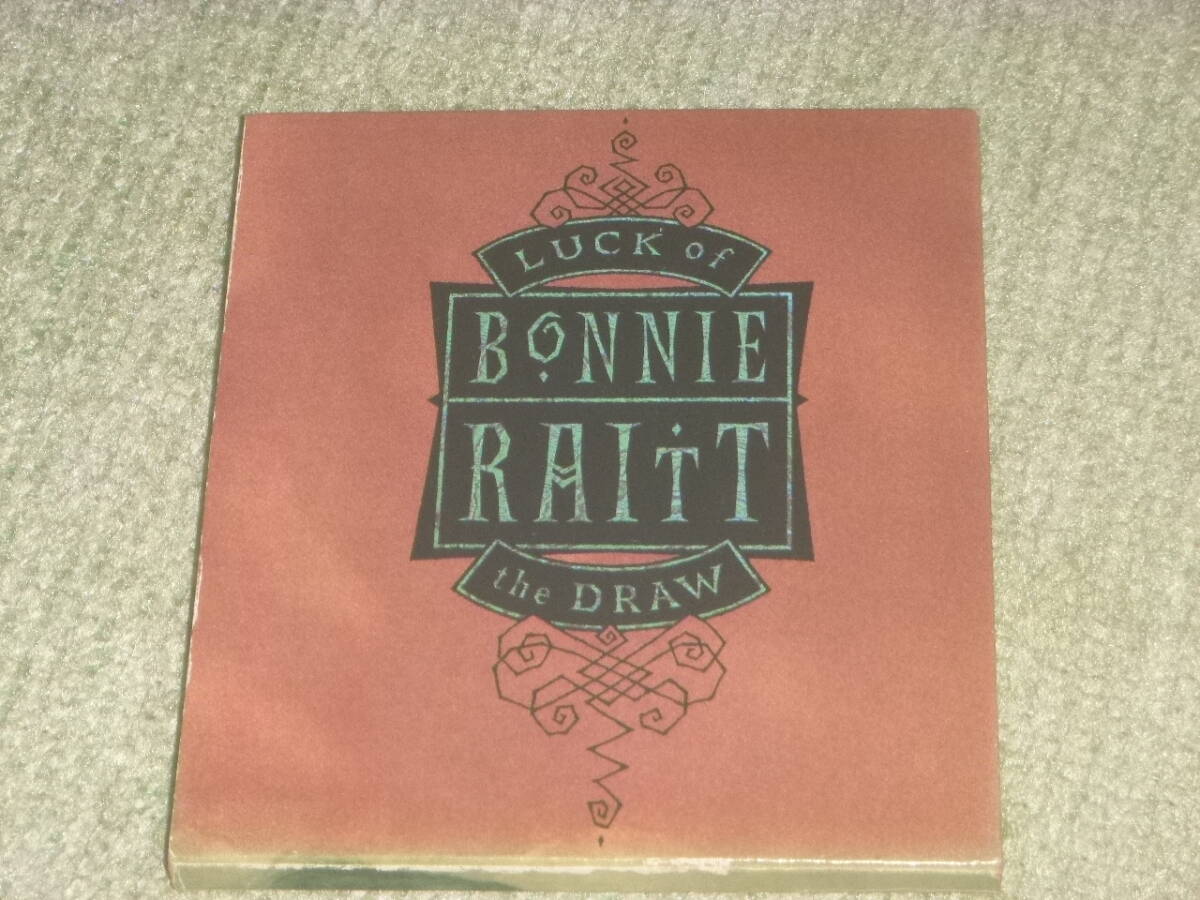 LUCK of
BONNIE
RAITT
the DRAW